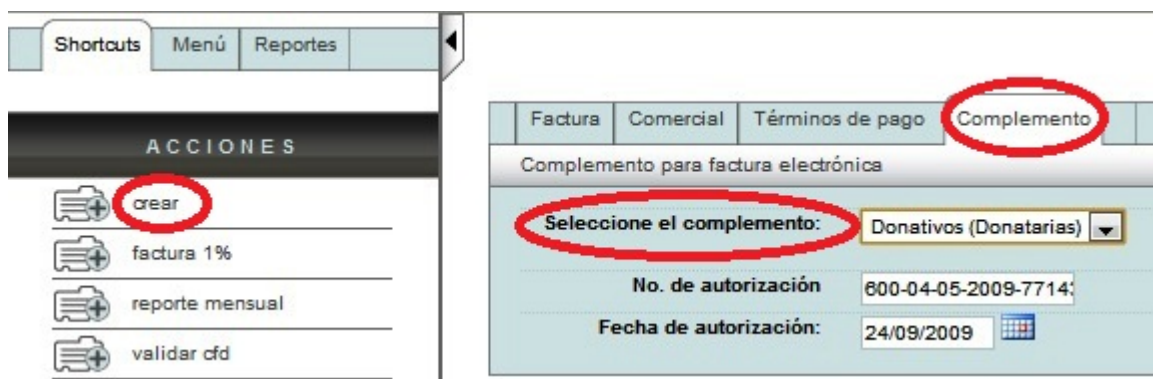 Shortcuts Menú Reportes
ACCIONES
crear
factura 1%
reporte mensual
validar cfd
Factura Comercial Términos de pago Complemento
Complemento para factura electrónica
Seleccione el complemento: Donativos (Donatarias)
No. de autorización 600-04-05-2009-7714
Fecha de autorización: 24/09/2009